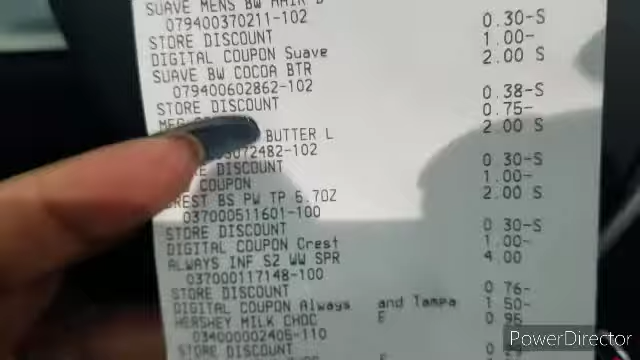 SUAVE MENS BW HAIR B
079400370211-102
STORE DISCOUNT 0.30-S
DIGITAL COUPON Suave 1.00-
SUAVE BW COCOA BTR 2.00 S
079400602862-102
STORE DISCOUNT 0.38-S
0.75-
BUTTER L 2.00 S
072482-102
DISCOUNT 0.30-S
COUPON 1.00-
CREST BS PW TP 5.7OZ 2.00 S
037000511601-100
STORE DISCOUNT 0.30-S
DIGITAL COUPON Crest 1.00-
ALWAYS INF S2 WW SPR 4.00
037000117148-100
STORE DISCOUNT 0.76-
DIGITAL COUPON Always and Tampa 1.50-
HERSHEY MILK CHOC E 0.95
034000002405-110
STORE DISCOUNT
PowerDirector